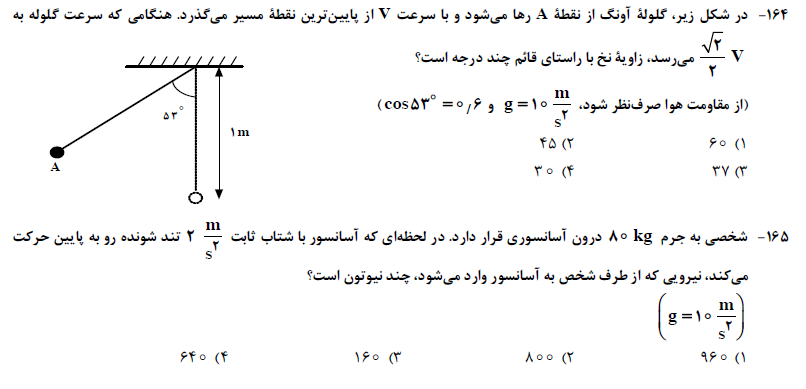 ۱۶۴- در شکل زیر، گلولهٔ آونگ از نقطهٔ A رها می‌شود و با سرعت V از پایین‌ترین نقطهٔ مسیر می‌گذرد. هنگامی که سرعت گلوله به
√۲/۲ V می‌رسد، زاویهٔ نخ با راستای قائم چند درجه است؟
(از مقاومت هوا صرف‌نظر شود، g = ۱۰ m/s^۲ و cos۵۳° = ۰/۶)
۱) ۶۰ ۲) ۴۵
۳) ۳۷ ۴) ۳۰
۵۳°
۱m
A
۱۶۵- شخصی به جرم ۸۰ kg درون آسانسوری قرار دارد. در لحظه‌ای که آسانسور با شتاب ثابت ۲ m/s^۲ تند شونده رو به پایین حرکت
می‌کند، نیرویی که از طرف شخص به آسانسور وارد می‌شود، چند نیوتون است؟
(g = ۱۰ m/s^۲)
۱) ۹۶۰ ۲) ۸۰۰ ۳) ۱۶۰ ۴) ۶۴۰